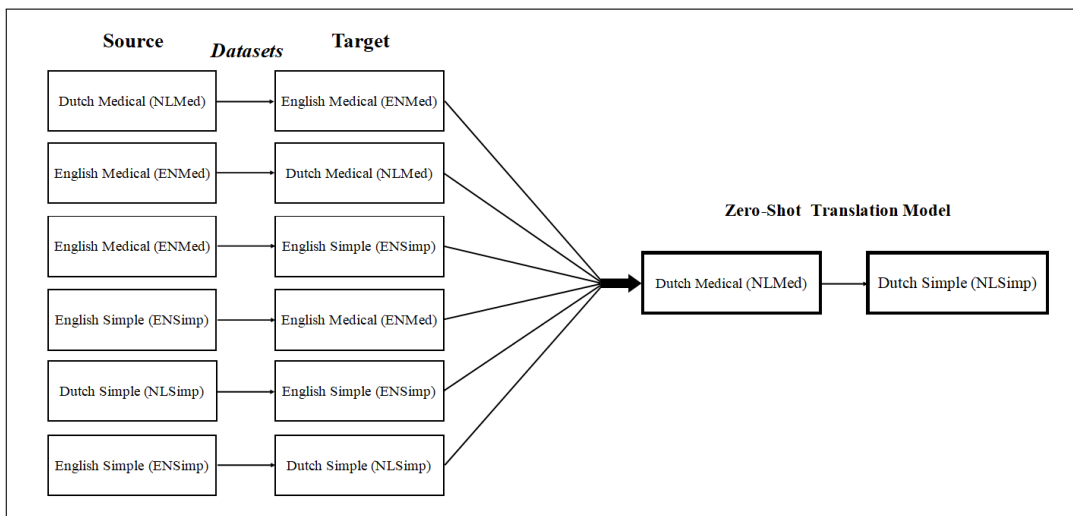 Source Datasets Target
Dutch Medical (NLMed) English Medical (ENMed)
English Medical (ENMed) Dutch Medical (NLMed)
English Medical (ENMed) English Simple (ENSimp)
English Simple (ENSimp) English Medical (ENMed)
Dutch Simple (NLSimp) English Simple (ENSimp)
English Simple (ENSimp) Dutch Simple (NLSimp)
Zero-Shot Translation Model
Dutch Medical (NLMed) Dutch Simple (NLSimp)